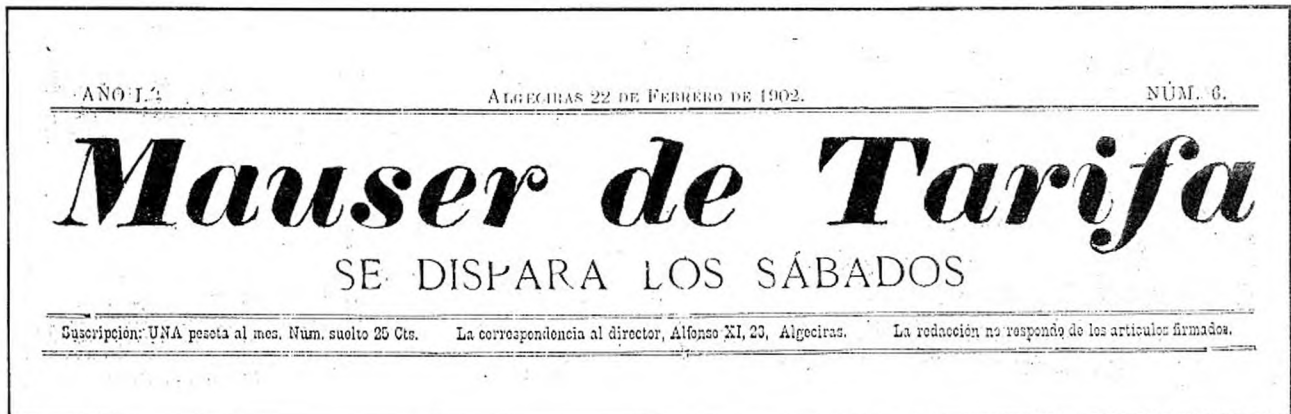 AÑO I.
ALGECIRAS 22 DE FEBRERO DE 1902.
NÚM. 6.
Mauser de Tarifa
SE DISPARA LOS SÁBADOS
Suscripción: UNA peseta al mes. Núm. suelto 25 Cts. La correspondencia al director, Alfonso XI, 23, Algeciras. La redacción no responde de los artículos firmados.